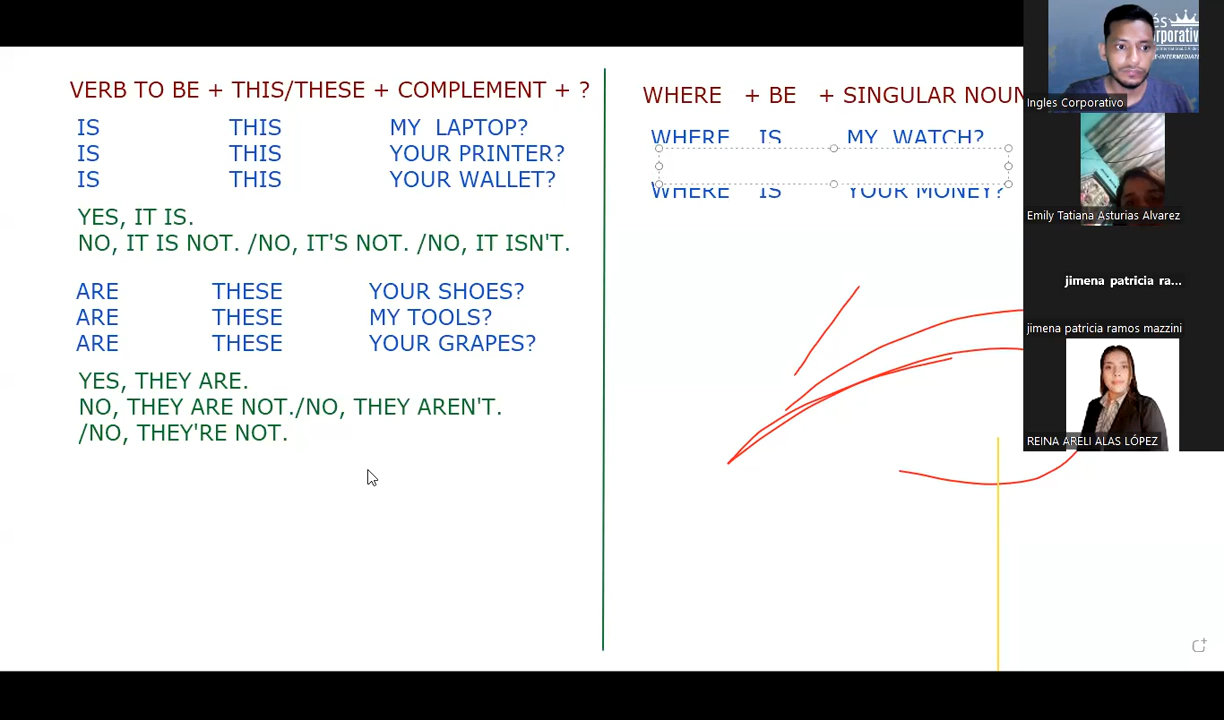 VERB TO BE + THIS/THESE + COMPLEMENT + ?
IS THIS MY LAPTOP?
IS THIS YOUR PRINTER?
IS THIS YOUR WALLET?
YES, IT IS.
NO, IT IS NOT. /NO, IT'S NOT. /NO, IT ISN'T.
ARE THESE YOUR SHOES?
ARE THESE MY TOOLS?
ARE THESE YOUR GRAPES?
YES, THEY ARE.
NO, THEY ARE NOT./NO, THEY AREN'T.
/NO, THEY'RE NOT.
WHERE + BE + SINGULAR NOUN
WHERE IS MY WATCH?
WHERE IS YOUR MONEY?
Ingles Corporativo
Emily Tatiana Asturias Alvarez
jimena patricia ra...
jimena patricia ramos mazzini
REINA ARELI ALAS LÓPEZ